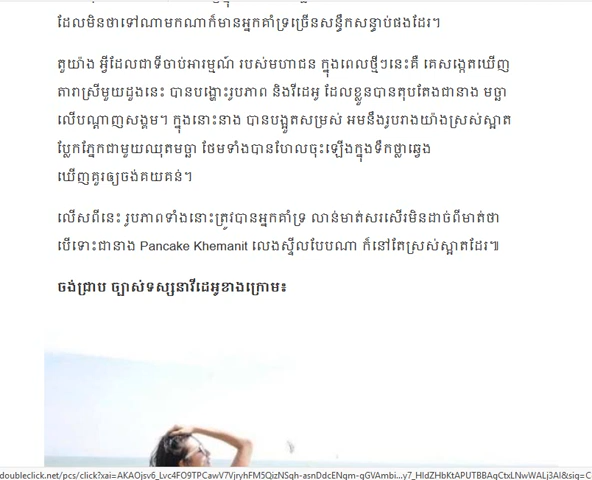 ដែលមិនថាទៅណាមកណាក៏មានអ្នកគាំទ្រច្រើនសន្ធឹកសន្ធាប់ផងដែរ។
តួយ៉ាង អ្វីដែលជាទីចាប់អារម្មណ៍ របស់មហាជន ក្នុងពេលថ្មីៗនេះគឺ គេសង្កេតឃើញ
តារាស្រីមួយដួងនេះ បានបង្ហោះរូបភាព និងវីដេអូ ដែលខ្លួនបានតុបតែងជានាង មច្ឆា
លើបណ្ដាញសង្គម។ ក្នុងនោះនាង បានបង្អួតសម្រស់ អមនឹងរូបរាងយ៉ាងស្រស់ស្អាត
ប្លែកភ្នែកជាមួយឈុតមច្ឆា ថែមទាំងបានហែលចុះឡើងក្នុងទឹកថ្លាឆ្វេង
ឃើញគួរឲ្យចង់គយគន់។
លើសពីនេះ រូបភាពទាំងនោះត្រូវបានអ្នកគាំទ្រ លាន់មាត់សរសើរមិនដាច់ពីមាត់ថា
បើទោះជានាង Pancake Khemanit លេងស្ទីលបែបណា ក៏នៅតែស្រស់ស្អាតដែរ៕
ចង់ជ្រាប ច្បាស់ទស្សនាវីដេអូខាងក្រោម៖
doubleclick.net/pcs/click?xai=AKAOjsv6_Lvc4FO9TPCawV7VjryhFM5QizNSqh-asnDdcENqm-qGVAmbi...y7_HldZHbKtAPUTBBAqCtxLNwWALj3AI&sig=C